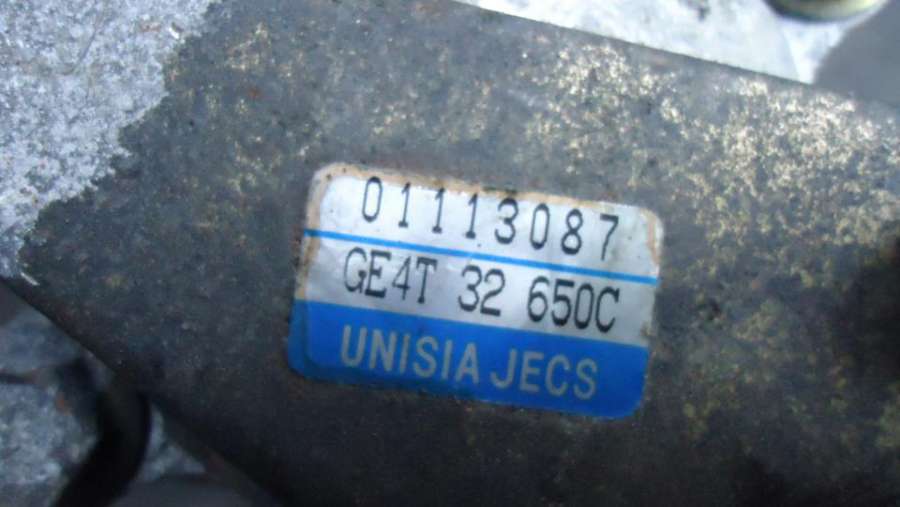 01113087
GE4T 32 650C
UNISIA JECS